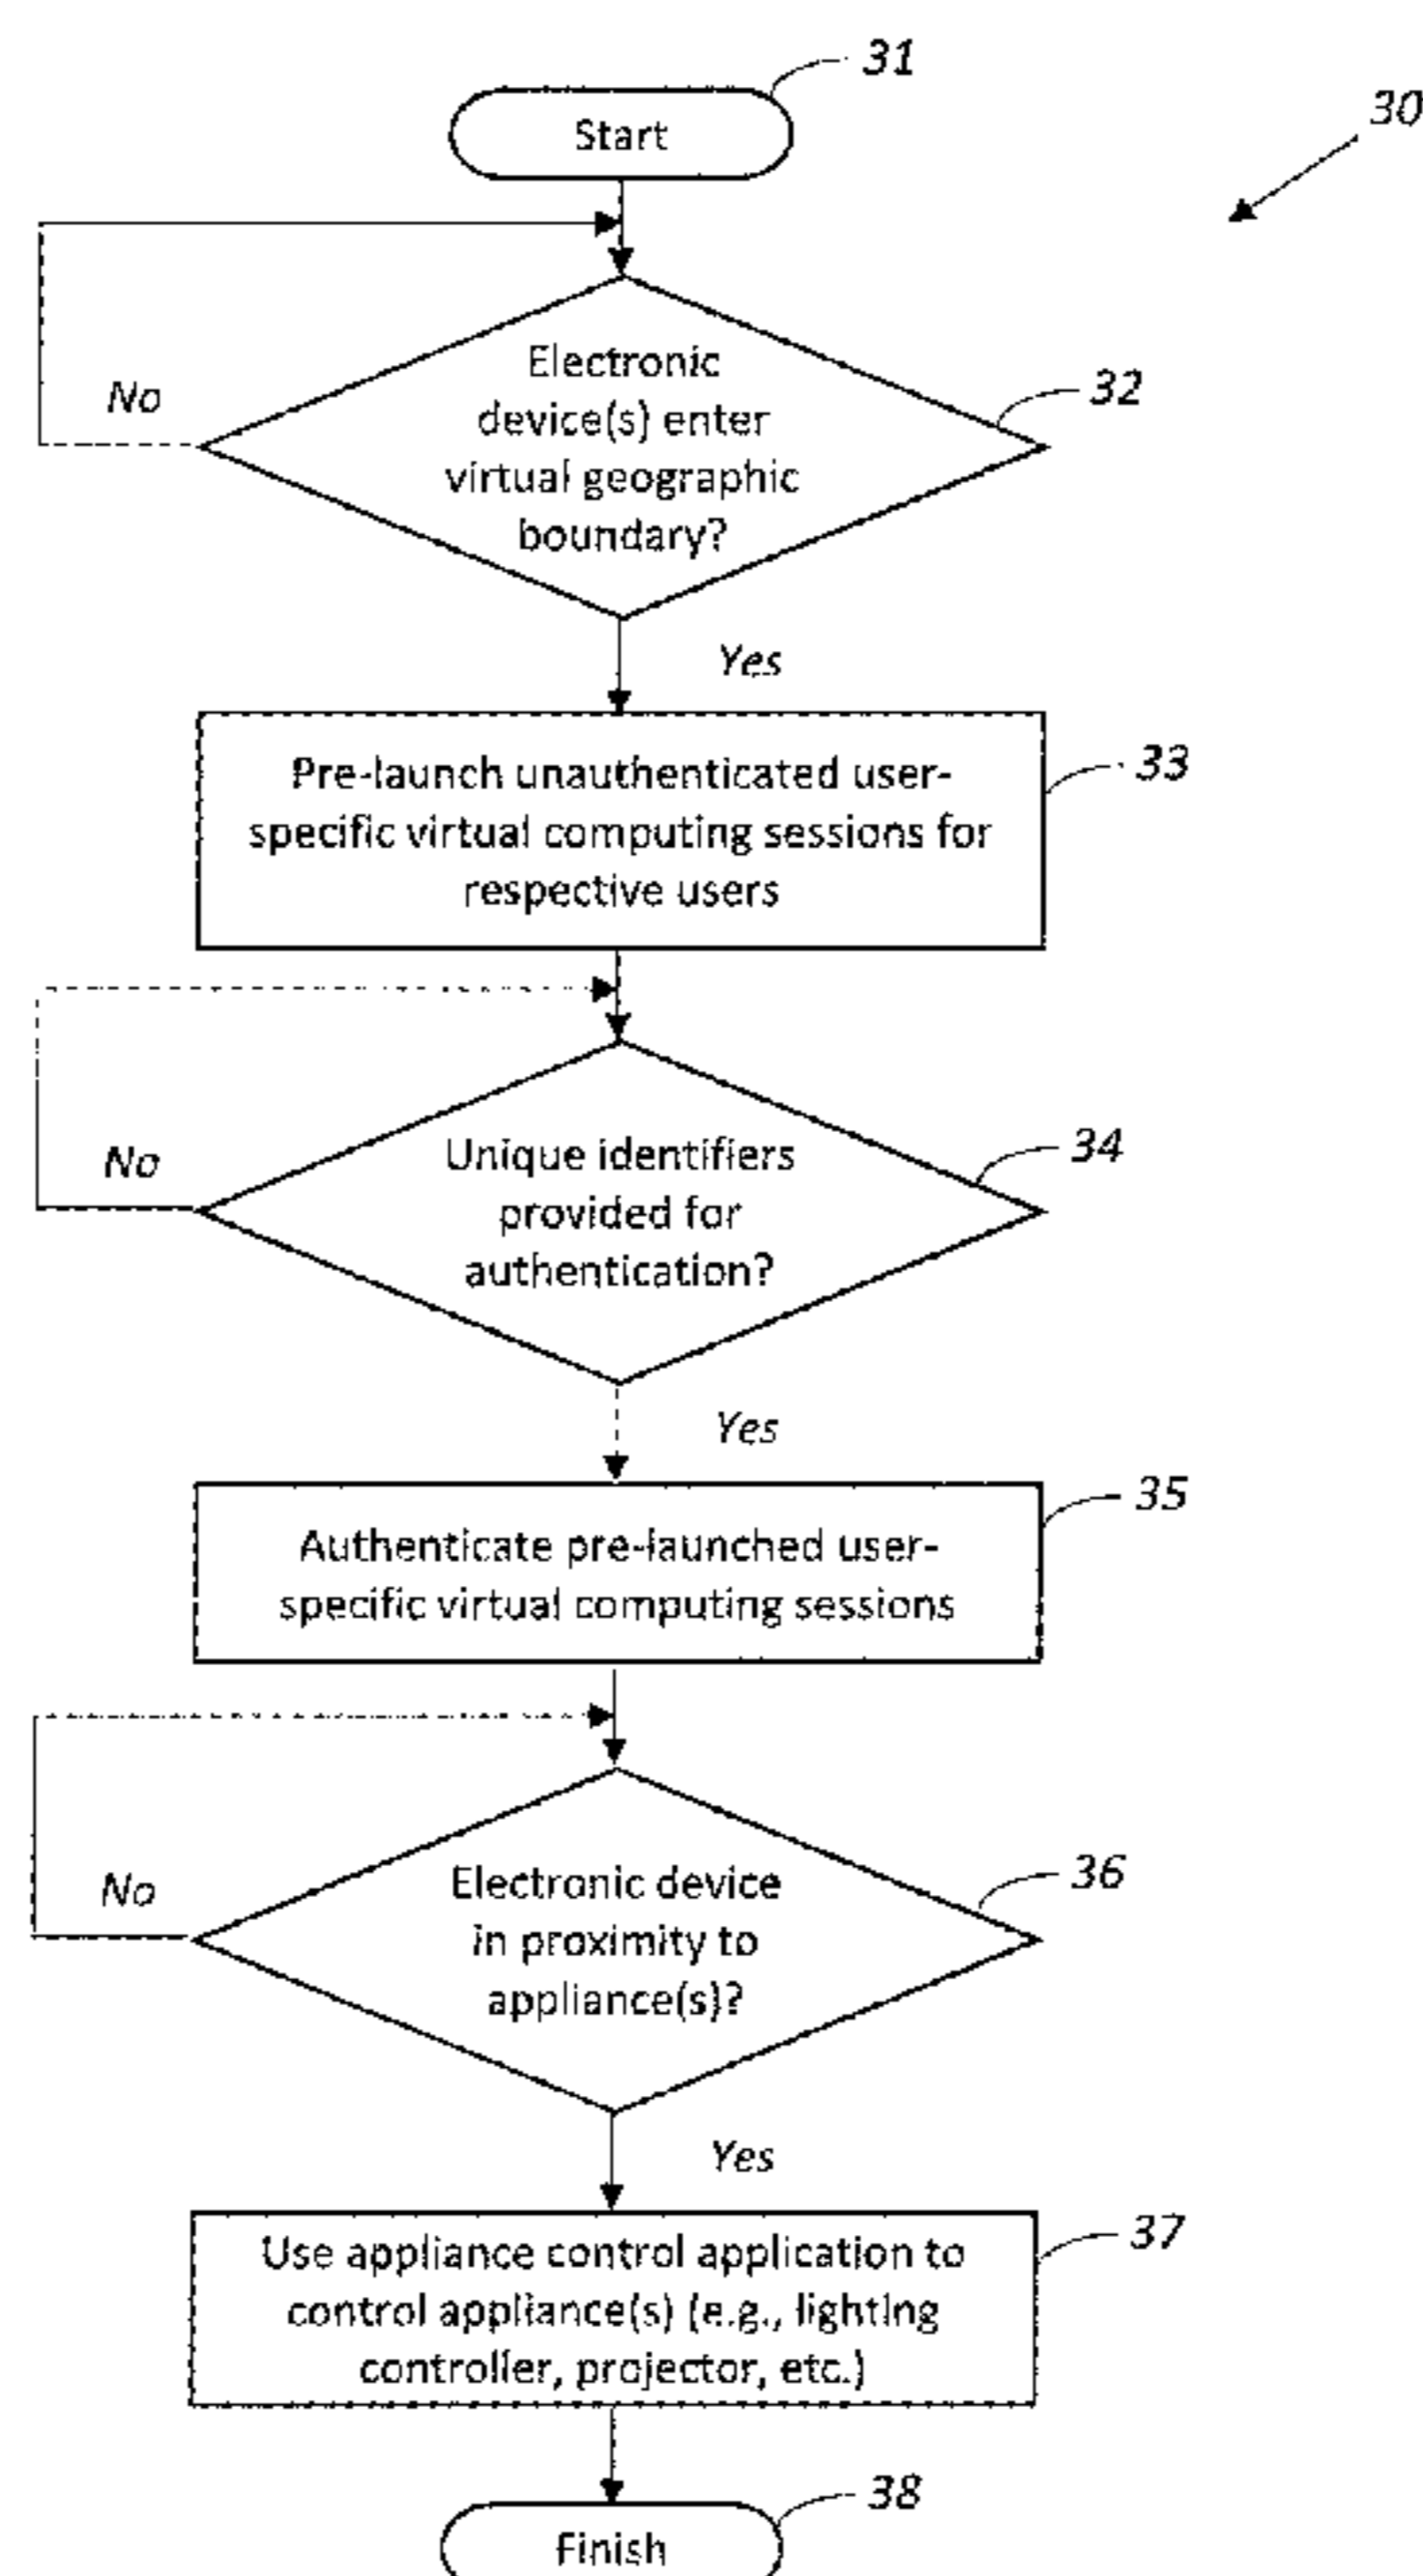 31
Start
30
Electronic
device(s) enter
virtual geographic
boundary?
32
No
Yes
Pre-launch unauthenticated user-
specific virtual computing sessions for
respective users
33
Unique identifiers
provided for
authentication?
34
No
Yes
Authenticate pre-launched user-
specific virtual computing sessions
35
Electronic device
in proximity to
appliance(s)?
36
No
Yes
Use appliance control application to
control appliance(s) (e.g., lighting
controller, projector, etc.)
37
38
Finish